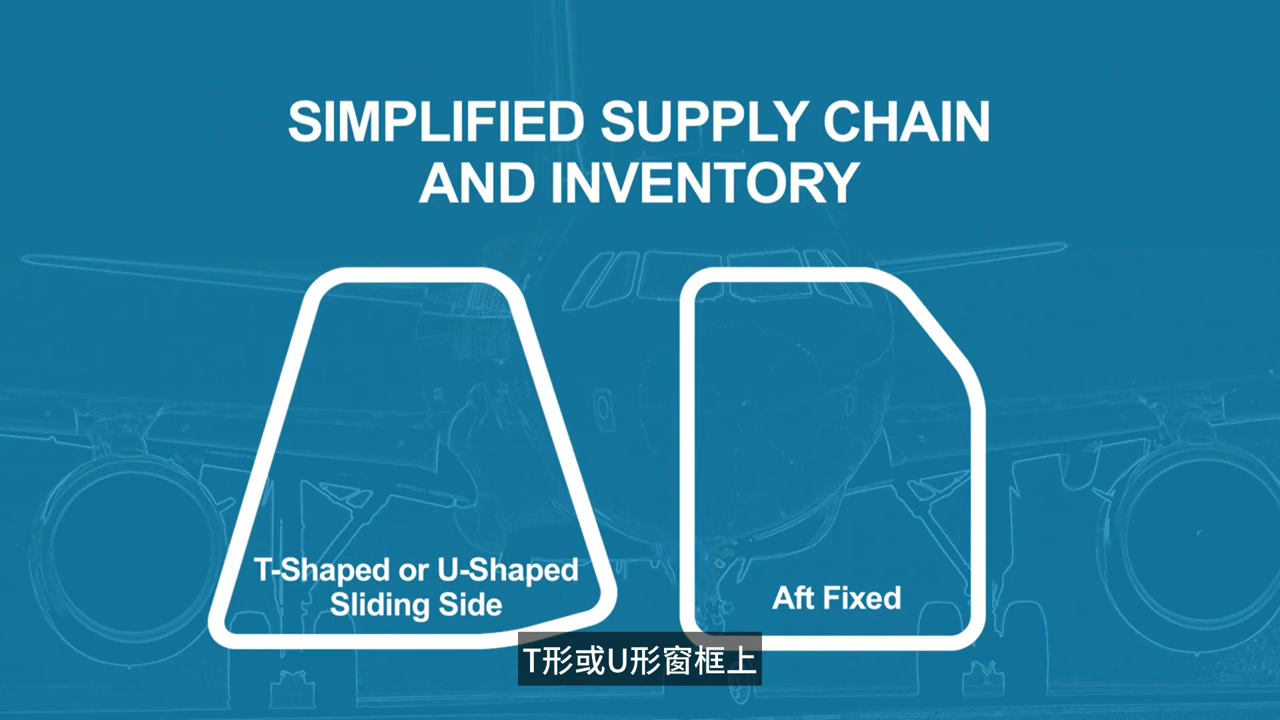 SIMPLIFIED SUPPLY CHAIN
AND INVENTORY
T-Shaped or U-Shaped
Sliding Side
Aft Fixed
T形或U形窗框上